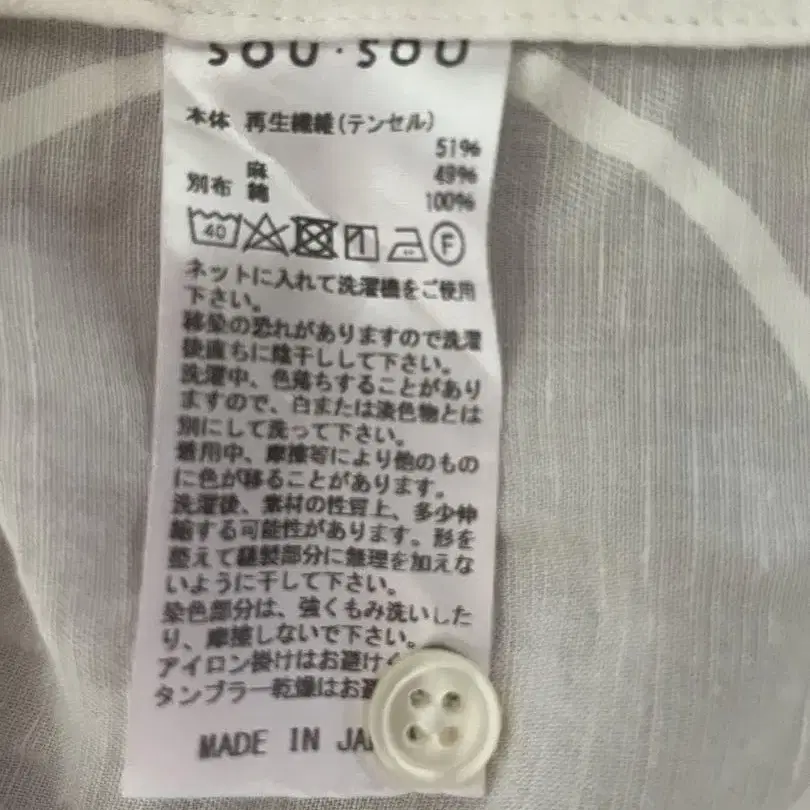 SOU・SOU
本体 再生繊維(テンセル)
51%
麻 49%
別布 綿 100%
40 F
ネットに入れて洗濯機をご使用
下さい。
移染の恐れがありますので洗濯
後直ちに陰干しして下さい。
洗濯中、色落ちすることがあり
ますので、白または淡色物とは
別にして洗って下さい。
着用中、摩擦等により他のもの
に色が移ることがあります。
洗濯後、素材の性質上、多少伸
縮する可能性があります。形を
整えて縫製部分に無理を加えな
いように干して下さい。
染色部分は、強くもみ洗いした
り、摩擦しないで下さい。
アイロン掛けはお避け
タンブラー乾燥はお避
MADE IN JA